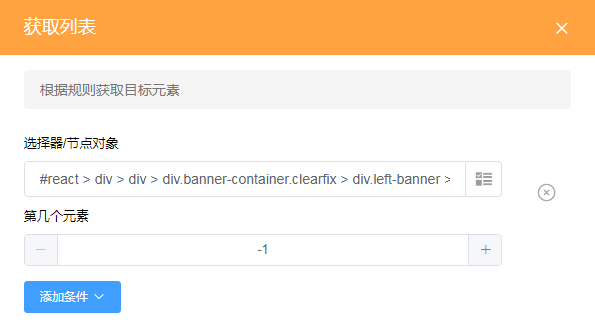 获取列表
根据规则获取目标元素
选择器/节点对象
#react > div > div > div.banner-container.clearfix > div.left-banner >
第几个元素
-1
添加条件